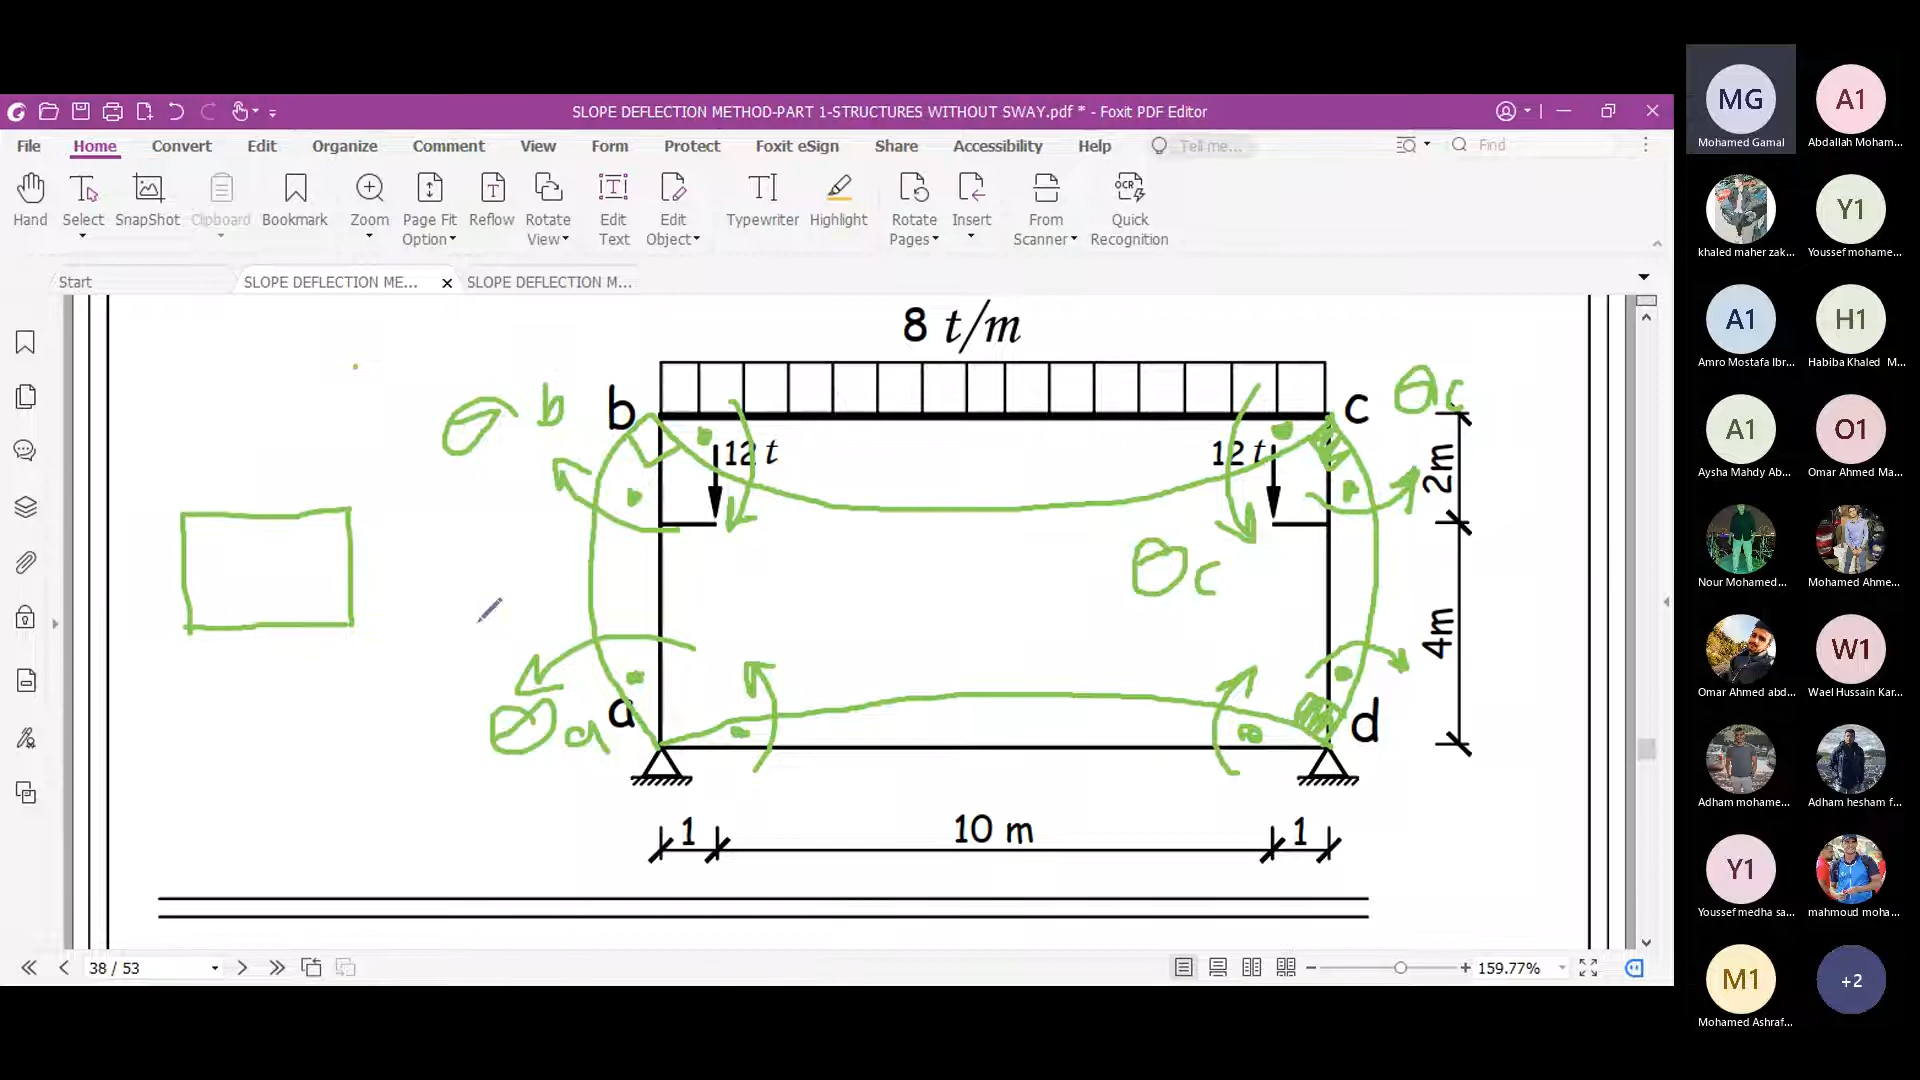 SLOPE DEFLECTION METHOD-PART 1-STRUCTURES WITHOUT SWAY.pdf * - Foxit PDF Editor
File Home Convert Edit Organize Comment View Form Protect Foxit eSign Share Accessibility Help Tell me... Find
Hand Select SnapShot Clipboard Bookmark Zoom Page Fit Option Reflow Rotate View Edit Text Edit Object Typewriter Highlight Rotate Pages Insert From Scanner OCR Quick Recognition
Start SLOPE DEFLECTION ME... SLOPE DEFLECTION M...
8 t/m
θ b b c θc
12 t 12 t 2m
θc
4m
a d
θa
1 10 m 1
38 / 53 159.77%
MG A1
Mohamed Gamal Abdallah Moham...
Y1
khaled maher zak... Youssef mohame...
A1 H1
Amro Mostafa Ibr... Habiba Khaled M...
A1 O1
Aysha Mahdy Ab... Omar Ahmed Ma...
Nour Mohamed... Mohamed Ahme...
W1
Omar Ahmed abd... Wael Hussain Kar...
Adham mohame... Adham hesham f...
Y1
Youssef medha sa... mahmoud moha...
M1 +2
Mohamed Ashraf...